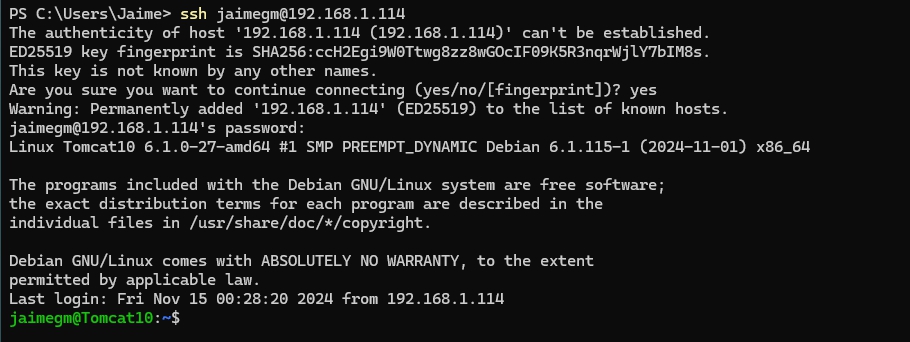 PS C:\Users\Jaime> ssh jaimegm@192.168.1.114
The authenticity of host '192.168.1.114 (192.168.1.114)' can't be established.
ED25519 key fingerprint is SHA256:ccH2Egi9W0Ttwg8zz8wGOcIF09K5R3nqrWjlY7bIM8s.
This key is not known by any other names.
Are you sure you want to continue connecting (yes/no/[fingerprint])? yes
Warning: Permanently added '192.168.1.114' (ED25519) to the list of known hosts.
jaimegm@192.168.1.114's password:
Linux Tomcat10 6.1.0-27-amd64 #1 SMP PREEMPT_DYNAMIC Debian 6.1.115-1 (2024-11-01) x86_64
The programs included with the Debian GNU/Linux system are free software;
the exact distribution terms for each program are described in the
individual files in /usr/share/doc/*/copyright.
Debian GNU/Linux comes with ABSOLUTELY NO WARRANTY, to the extent
permitted by applicable law.
Last login: Fri Nov 15 00:28:20 2024 from 192.168.1.114
jaimegm@Tomcat10:~$